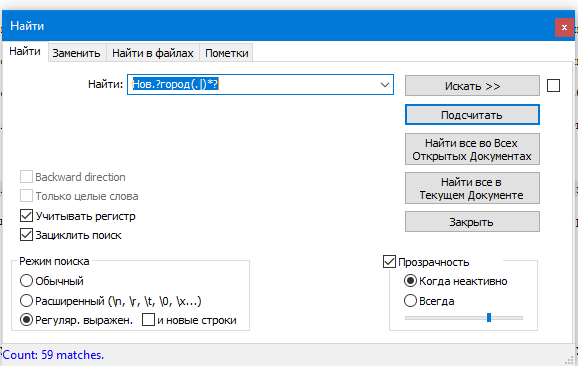 Найти
x
Найти Заменить Найти в файлах Пометки
Найти: Нов.?город(.|)*? Искать >>
Подсчитать
Найти все во Всех
Открытых Документах
Найти все в
Текущем Документе
Закрыть
Backward direction
Только целые слова
Учитывать регистр
Зациклить поиск
Режим поиска
Обычный
Расширенный (\n, \r, \t, \0, \x...)
Регуляр. выражен. и новые строки
Прозрачность
Когда неактивно
Всегда
Count: 59 matches.